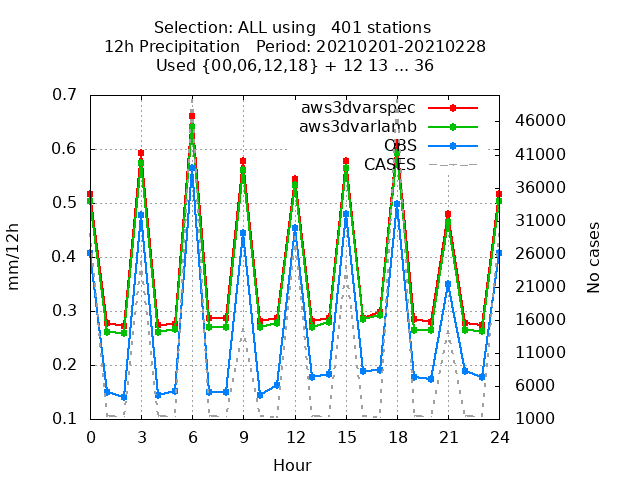 Selection: ALL using   401 stations
12h Precipitation   Period: 20210201-20210228
Used {00,06,12,18} + 12 13 ... 36
0.7
0.6
0.5
0.4
0.3
0.2
0.1
mm/12h
aws3dvarspec
aws3dvarlamb
OBS
CASES
46000
41000
36000
31000
26000
21000
16000
11000
6000
1000
No cases
0 3 6 9 12 15 18 21 24
Hour